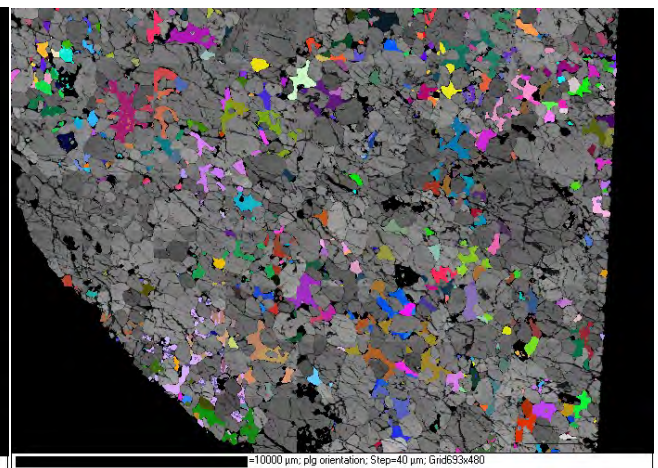 =10000 µm; plg orientation; Step=40 µm; Grid693x480